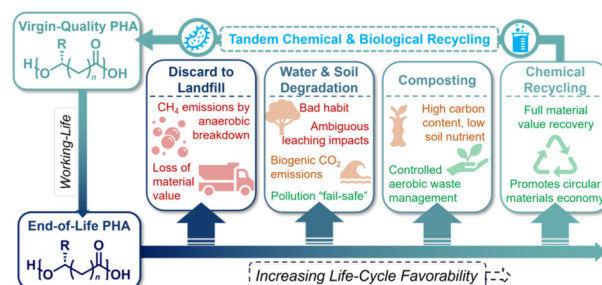 Virgin-Quality PHA
R
O
H
O
n
OH
Working-Life
End-of-Life PHA
R
O
H
O
n
OH
Tandem Chemical & Biological Recycling
Discard to
Landfill
CH₄ emissions by
anaerobic
breakdown
Loss of
material
value
Water & Soil
Degradation
Bad habit
Ambiguous
leaching impacts
Biogenic CO₂
emissions
Pollution "fail-safe"
Composting
High carbon
content, low
soil nutrient
Controlled
aerobic waste
management
Chemical
Recycling
Full material
value recovery
Promotes circular
materials economy
Increasing Life-Cycle Favorability